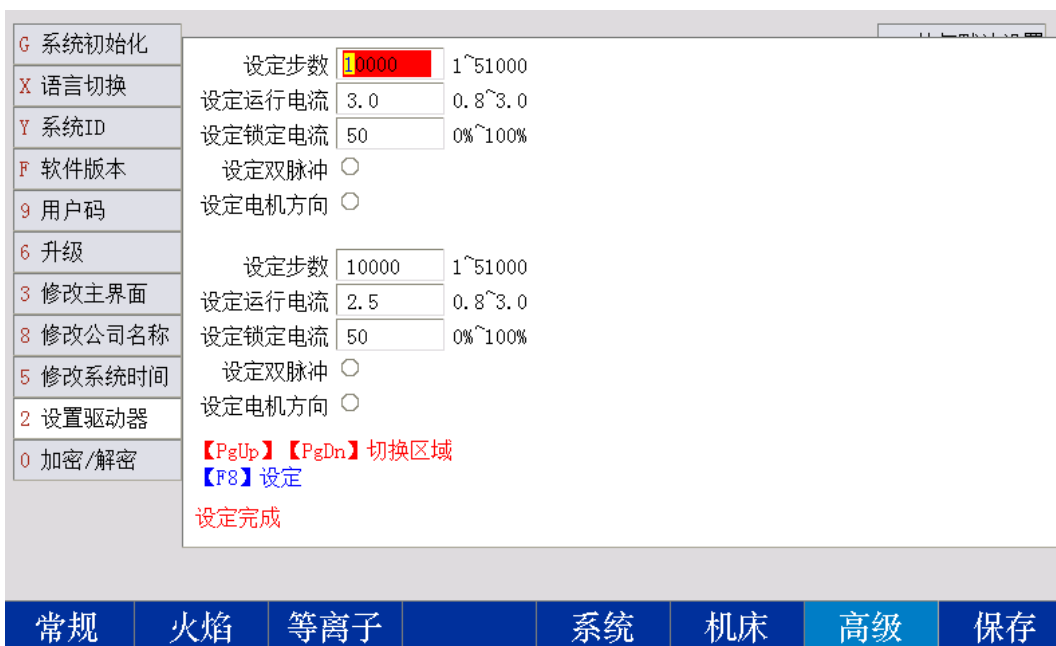 G 系统初始化
X 语言切换
Y 系统ID
F 软件版本
9 用户码
6 升级
3 修改主界面
8 修改公司名称
5 修改系统时间
2 设置驱动器
0 加密/解密
设定步数 10000 1~51000
设定运行电流 3.0 0.8~3.0
设定锁定电流 50 0%~100%
设定双脉冲
设定电机方向
设定步数 10000 1~51000
设定运行电流 2.5 0.8~3.0
设定锁定电流 50 0%~100%
设定双脉冲
设定电机方向
【PgUp】【PgDn】切换区域
【F8】设定
设定完成
常规 火焰 等离子 系统 机床 高级 保存